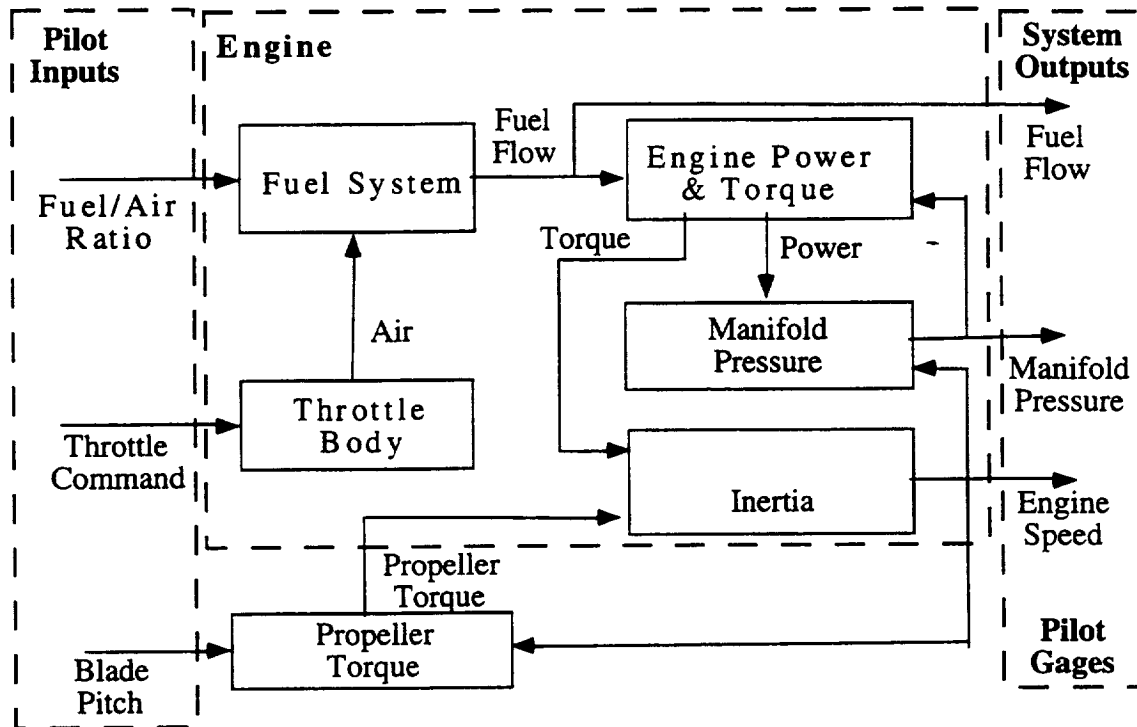 Pilot
Inputs
Engine
System
Outputs
Fuel
Flow
Fuel System
Engine Power
& Torque
Fuel
Flow
Fuel/Air
Ratio
Torque
Power
Air
Manifold
Pressure
Manifold
Pressure
Throttle
Body
Throttle
Command
Inertia
Engine
Speed
Propeller
Torque
Propeller
Torque
Blade
Pitch
Pilot
Gages